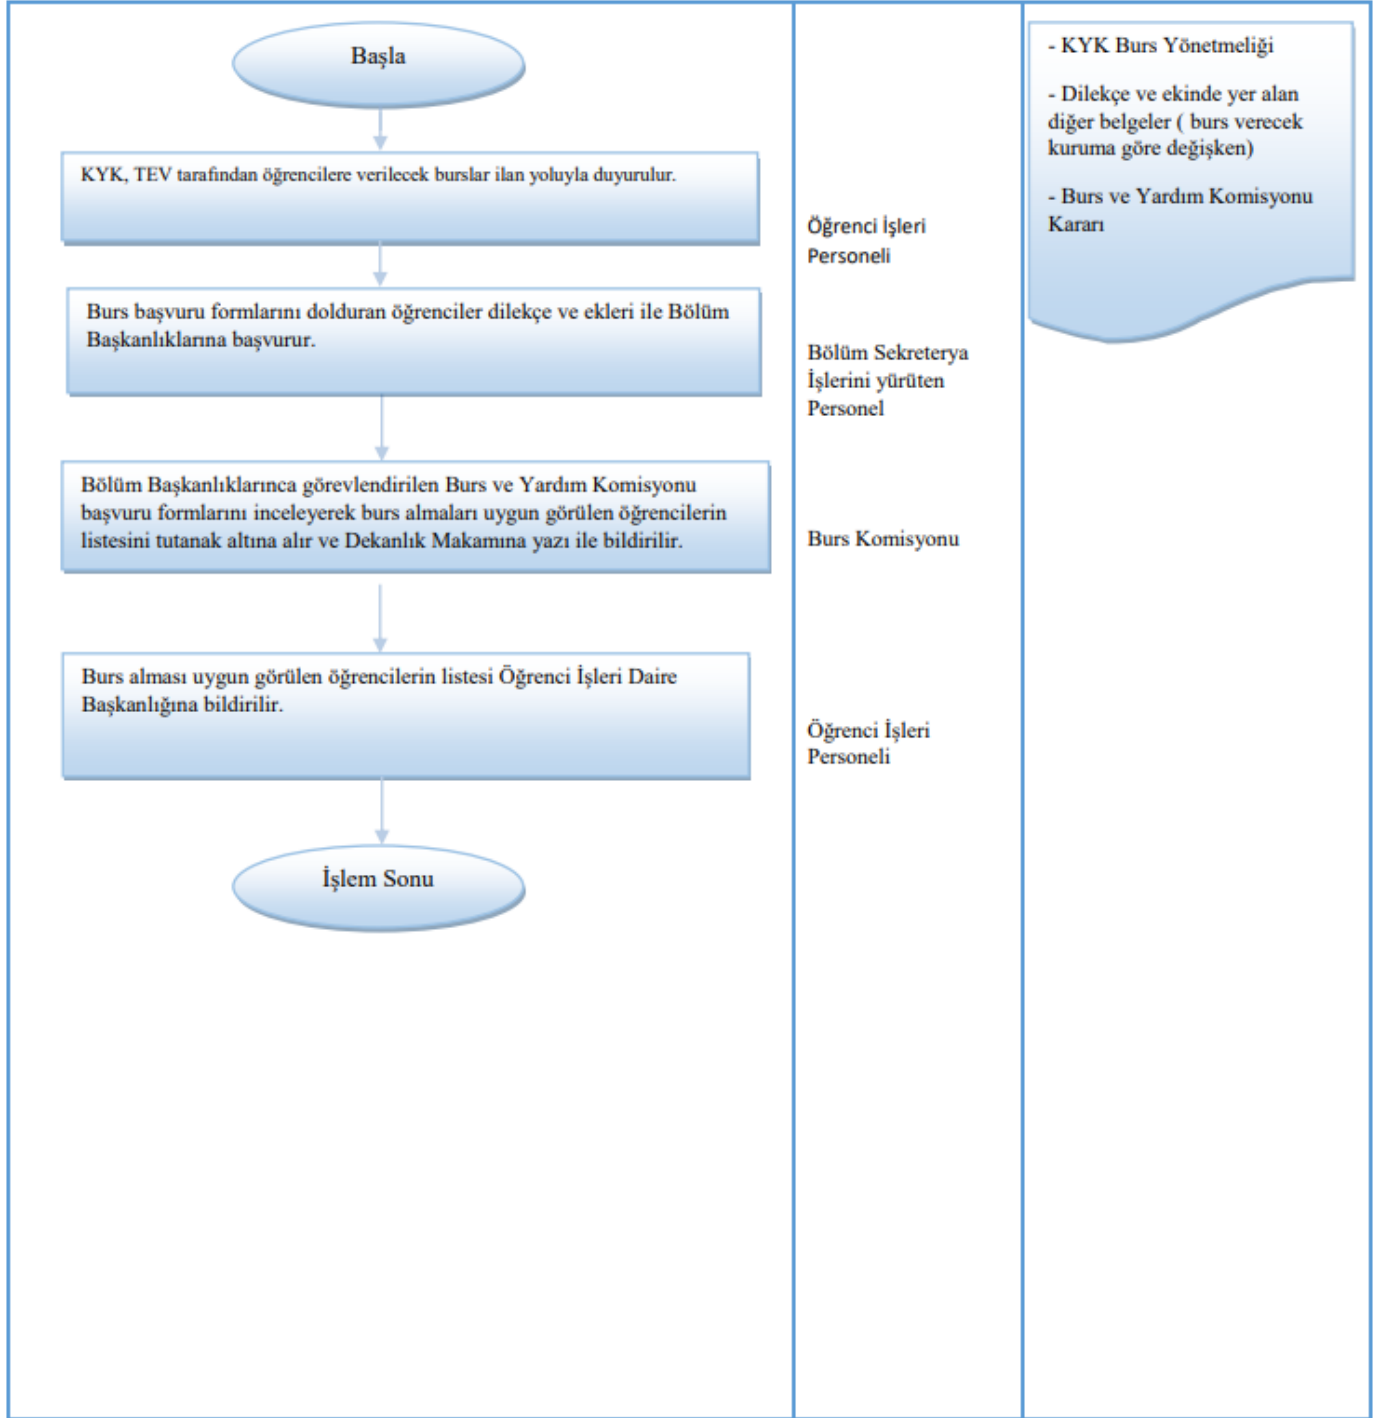 Başla
KYK, TEV tarafından öğrencilere verilecek burslar ilan yoluyla duyurulur.
Burs başvuru formlarını dolduran öğrenciler dilekçe ve ekleri ile Bölüm
Başkanlıklarına başvurur.
Bölüm Başkanlıklarınca görevlendirilen Burs ve Yardım Komisyonu
başvuru formlarını inceleyerek burs almaları uygun görülen öğrencilerin
listesini tutanak altına alır ve Dekanlık Makamına yazı ile bildirilir.
Burs alması uygun görülen öğrencilerin listesi Öğrenci İşleri Daire
Başkanlığına bildirilir.
İşlem Sonu
Öğrenci İşleri
Personeli
Bölüm Sekreterya
İşlerini yürüten
Personel
Burs Komisyonu
Öğrenci İşleri
Personeli
- KYK Burs Yönetmeliği
- Dilekçe ve ekinde yer alan
diğer belgeler ( burs verecek
kuruma göre değişken)
- Burs ve Yardım Komisyonu
Kararı